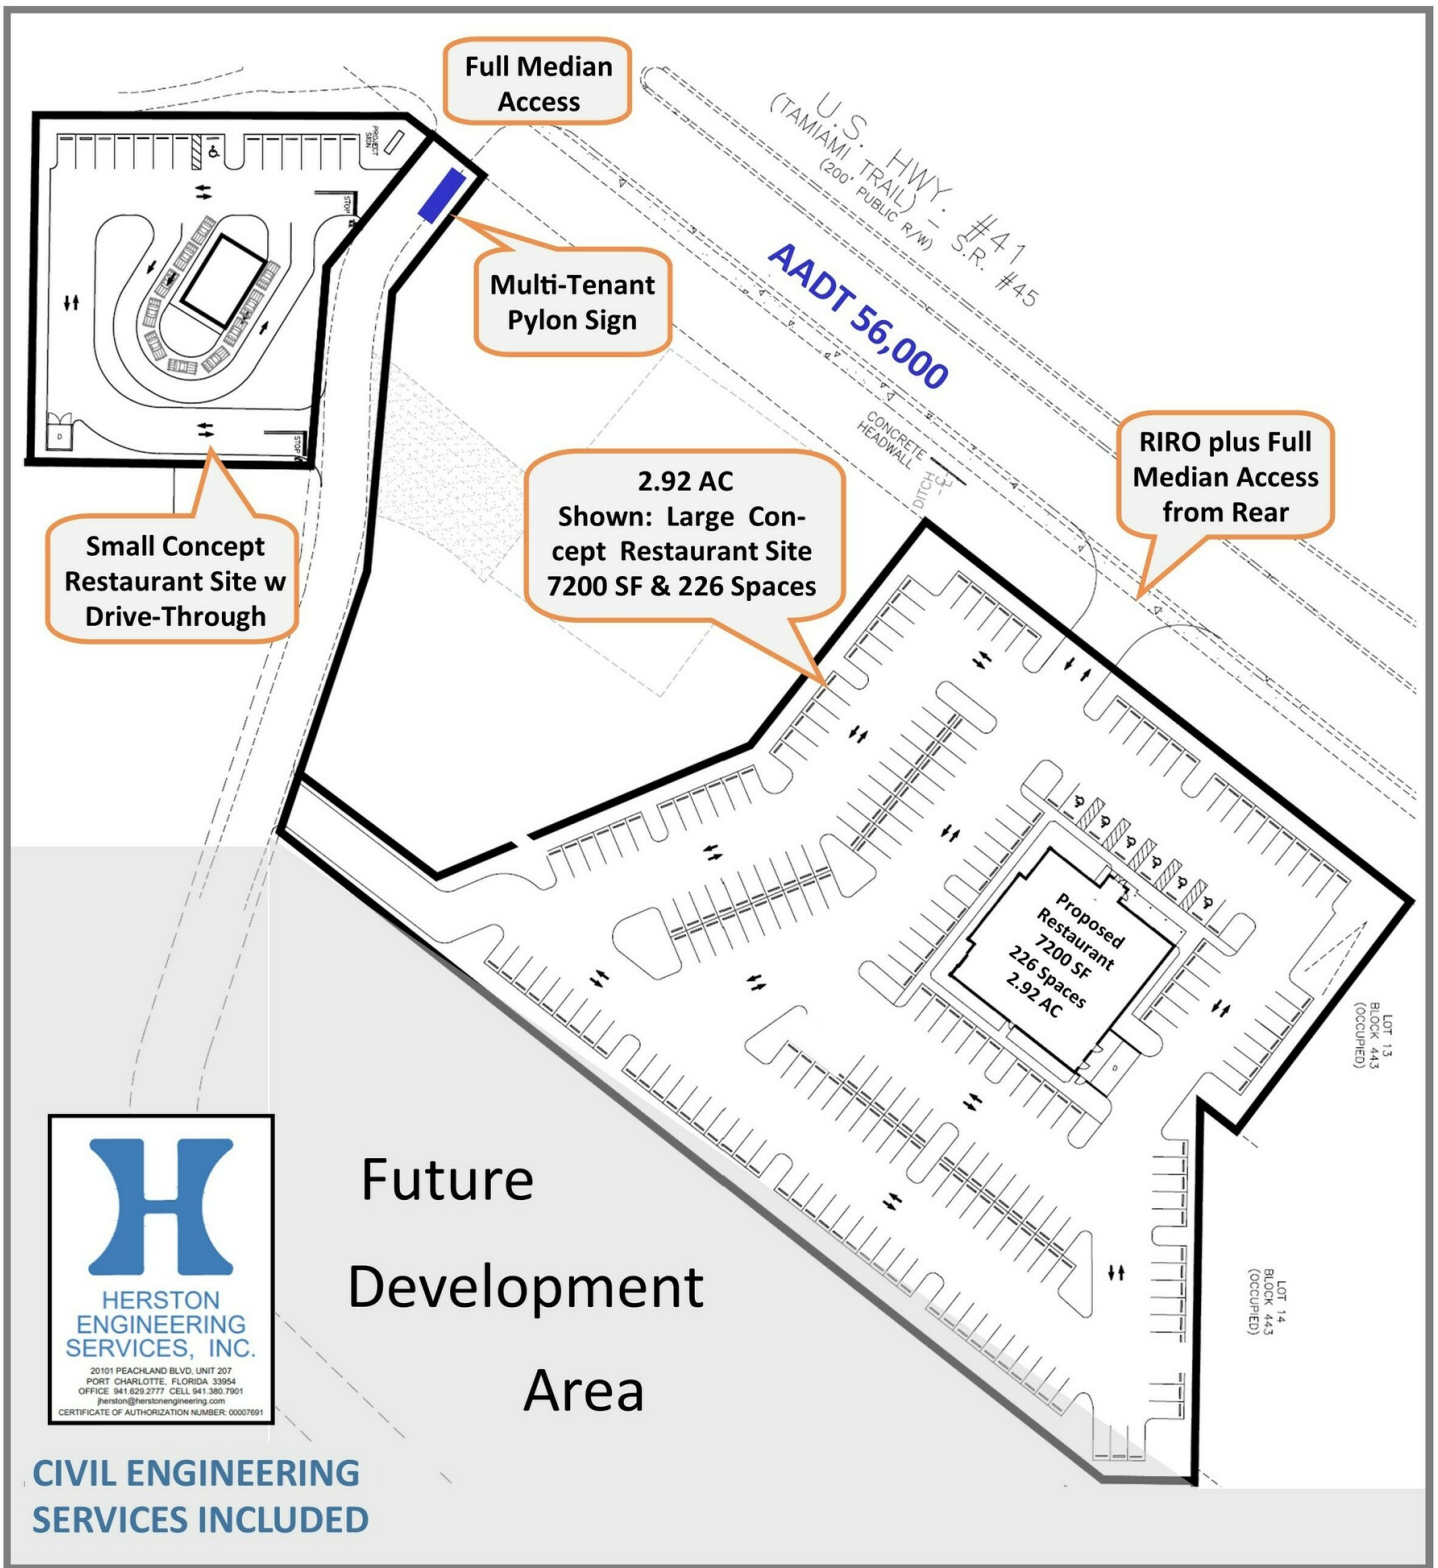 Full Median
Access
U.S. HWY. #41
(TAMIAMI TRAIL) – S.R. #45
(200' PUBLIC R/W)
AADT 56,000
PROJECT
SIGN
STOP
Multi-Tenant
Pylon Sign
D
STOP
CONCRETE
HEADWALL
DITCH
RIRO plus Full
Median Access
from Rear
2.92 AC
Shown: Large Con-
cept Restaurant Site
7200 SF & 226 Spaces
Small Concept
Restaurant Site w
Drive-Through
Proposed
Restaurant
7200 SF
226 Spaces
2.92 AC
D
LOT 13
BLOCK 443
(OCCUPIED)
LOT 14
BLOCK 443
(OCCUPIED)
Future
Development
Area
H
HERSTON
ENGINEERING
SERVICES, INC.
20101 PEACHLAND BLVD, UNIT 207
PORT CHARLOTTE, FLORIDA 33954
OFFICE 941.629.2777 CELL 941.380.7901
jherston@herstonengineering.com
CERTIFICATE OF AUTHORIZATION NUMBER: 00007691
CIVIL ENGINEERING
SERVICES INCLUDED